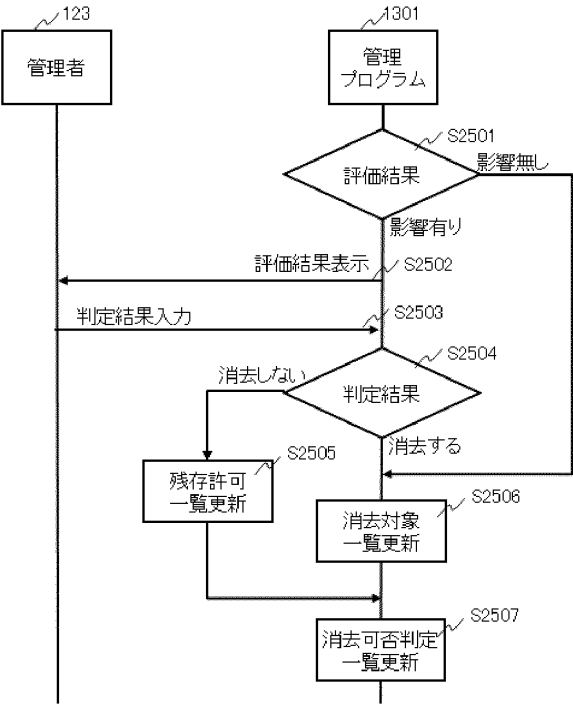 123
1301
管理者
管理
プログラム
S2501
影響無し
評価結果
影響有り
評価結果表示
S2502
判定結果入力
S2503
S2504
消去しない
判定結果
消去する
S2505
残存許可
一覧更新
S2506
消去対象
一覧更新
S2507
消去可否判定
一覧更新